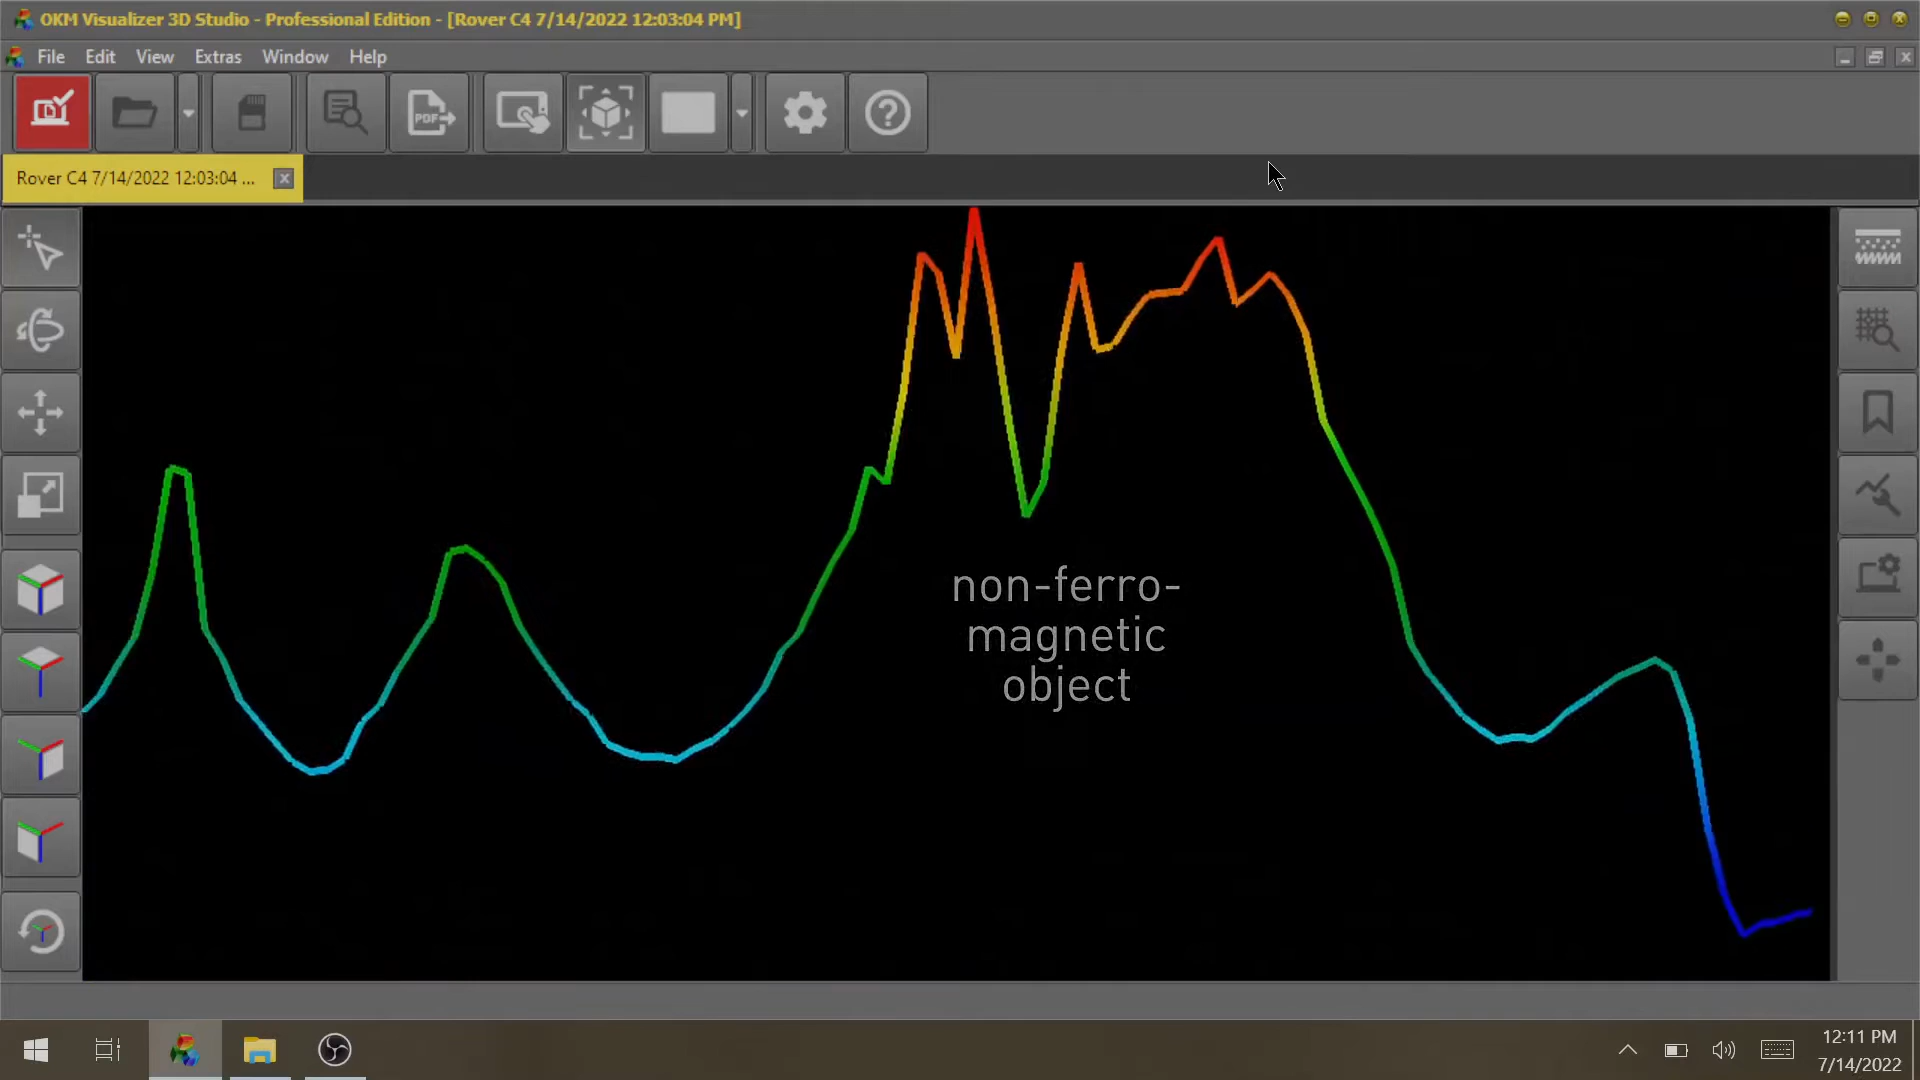 OKM Visualizer 3D Studio - Professional Edition - [Rover C4 7/14/2022 12:03:04 PM]
File Edit View Extras Window Help
PDF
Rover C4 7/14/2022 12:03:04 ...
non-ferro-
magnetic
object
12:11 PM
7/14/2022